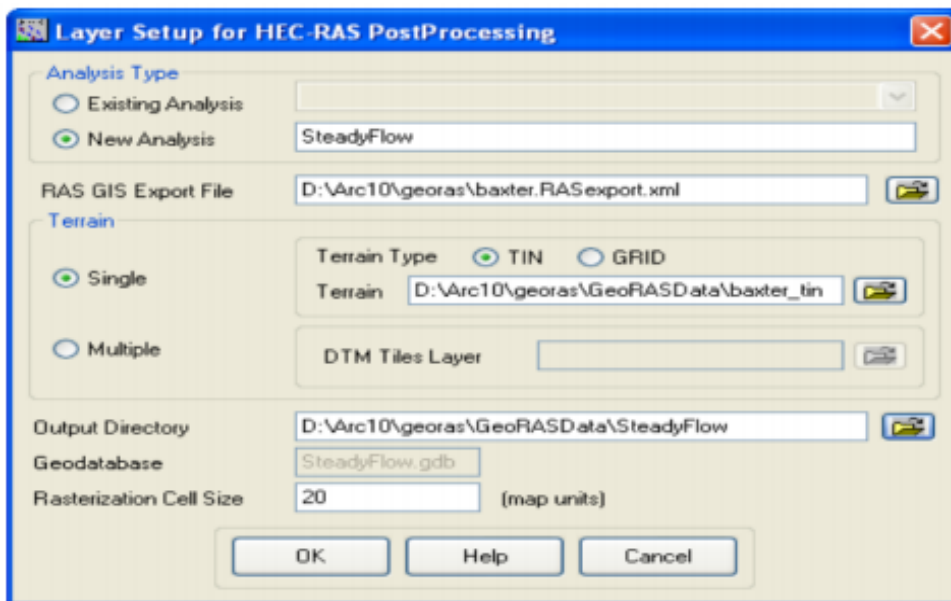 Layer Setup for HEC-RAS PostProcessing
Analysis Type
Existing Analysis
New Analysis SteadyFlow
RAS GIS Export File D:\Arc10\georas\baxter.RASexport.xml
Terrain
Single
Terrain Type TIN GRID
Terrain D:\Arc10\georas\GeoRASData\baxter_tin
Multiple
DTM Tiles Layer
Output Directory D:\Arc10\georas\GeoRASData\SteadyFlow
Geodatabase SteadyFlow.gdb
Rasterization Cell Size 20 (map units)
OK Help Cancel